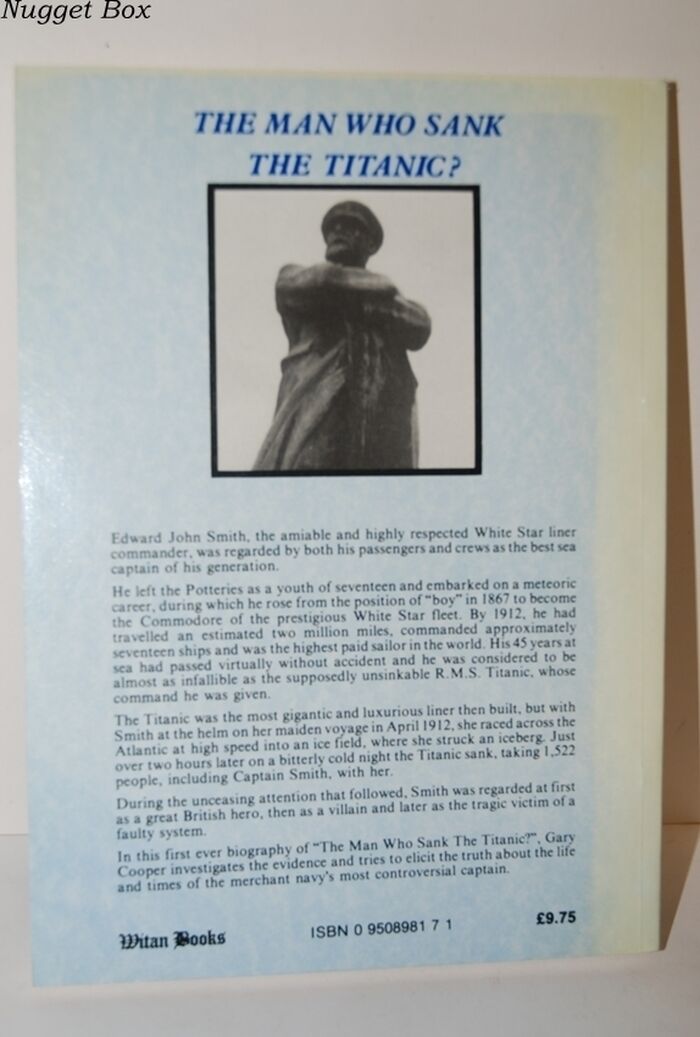 Nugget Box
THE MAN WHO SANK
THE TITANIC?
Edward John Smith, the amiable and highly respected White Star liner
commander, was regarded by both his passengers and crews as the best sea
captain of his generation.
He left the Potteries as a youth of seventeen and embarked on a meteoric
career, during which he rose from the position of "boy" in 1867 to become
the Commodore of the prestigious White Star fleet. By 1912, he had
travelled an estimated two million miles, commanded approximately
seventeen ships and was the highest paid sailor in the world. His 45 years at
sea had passed virtually without accident and he was considered to be
almost as infallible as the supposedly unsinkable R.M.S. Titanic, whose
command he was given.
The Titanic was the most gigantic and luxurious liner then built, but with
Smith at the helm on her maiden voyage in April 1912, she raced across the
Atlantic at high speed into an ice field, where she struck an iceberg. Just
over two hours later on a bitterly cold night the Titanic sank, taking 1,522
people, including Captain Smith, with her.
During the unceasing attention that followed, Smith was regarded at first
as a great British hero, then as a villain and later as the tragic victim of a
faulty system.
In this first ever biography of "The Man Who Sank The Titanic?", Gary
Cooper investigates the evidence and tries to elicit the truth about the life
and times of the merchant navy's most controversial captain.
Witan Books
ISBN 0 9508981 7 1
£9.75